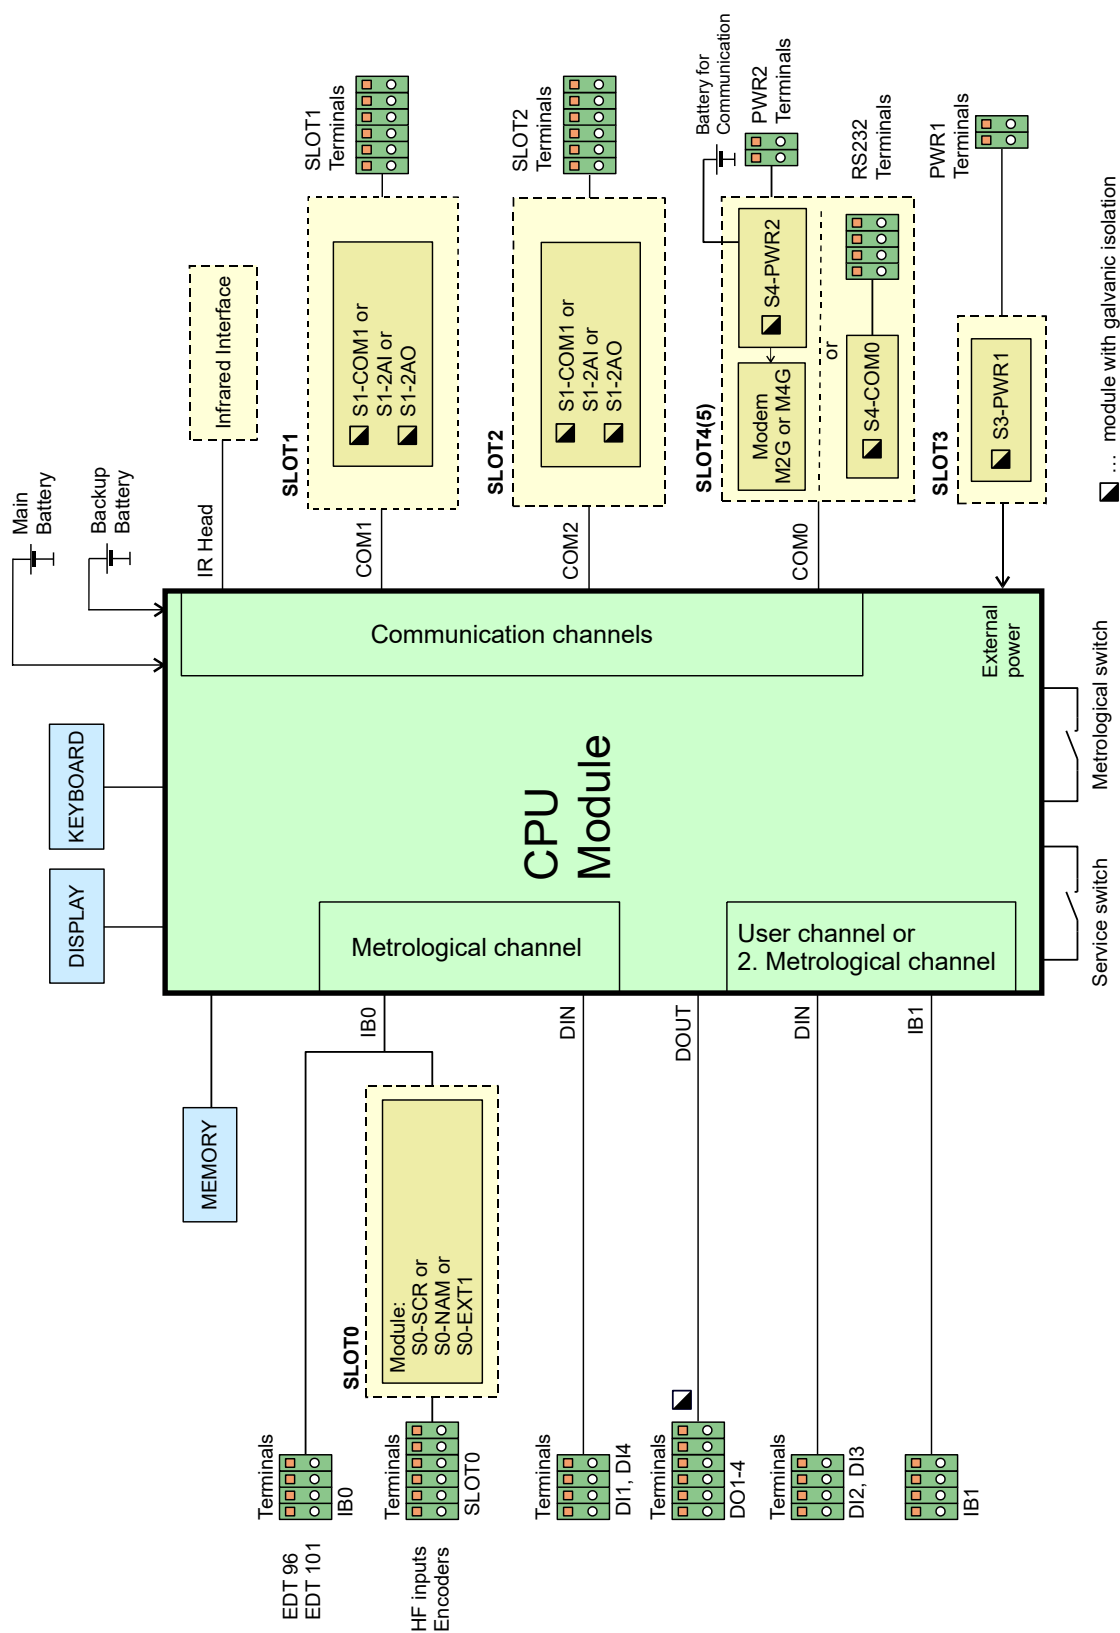 Main
Battery
Backup
Battery
KEYBOARD
DISPLAY
MEMORY
IR Head
Infrared Interface
COM1
SLOT1
S1-COM1 or
S1-2AI or
S1-2AO
SLOT1
Terminals
COM2
SLOT2
S1-COM1 or
S1-2AI or
S1-2AO
SLOT2
Terminals
COM0
SLOT4(5)
Modem
M2G or M4G
S4-PWR2
or
S4-COM0
Battery for
Communication
PWR2
Terminals
RS232
Terminals
SLOT3
S3-PWR1
PWR1
Terminals
External
power
Communication channels
CPU
Module
Metrological channel
User channel or
2. Metrological channel
Metrological switch
Service switch
IB0
DIN
DOUT
DIN
IB1
SLOT0
Module:
S0-SCR or
S0-NAM or
S0-EXT1
Terminals
IB0
EDT 96
EDT 101
Terminals
SLOT0
HF inputs
Encoders
Terminals
DI1, DI4
Terminals
DO1-4
Terminals
DI2, DI3
IB1
... module with galvanic isolation